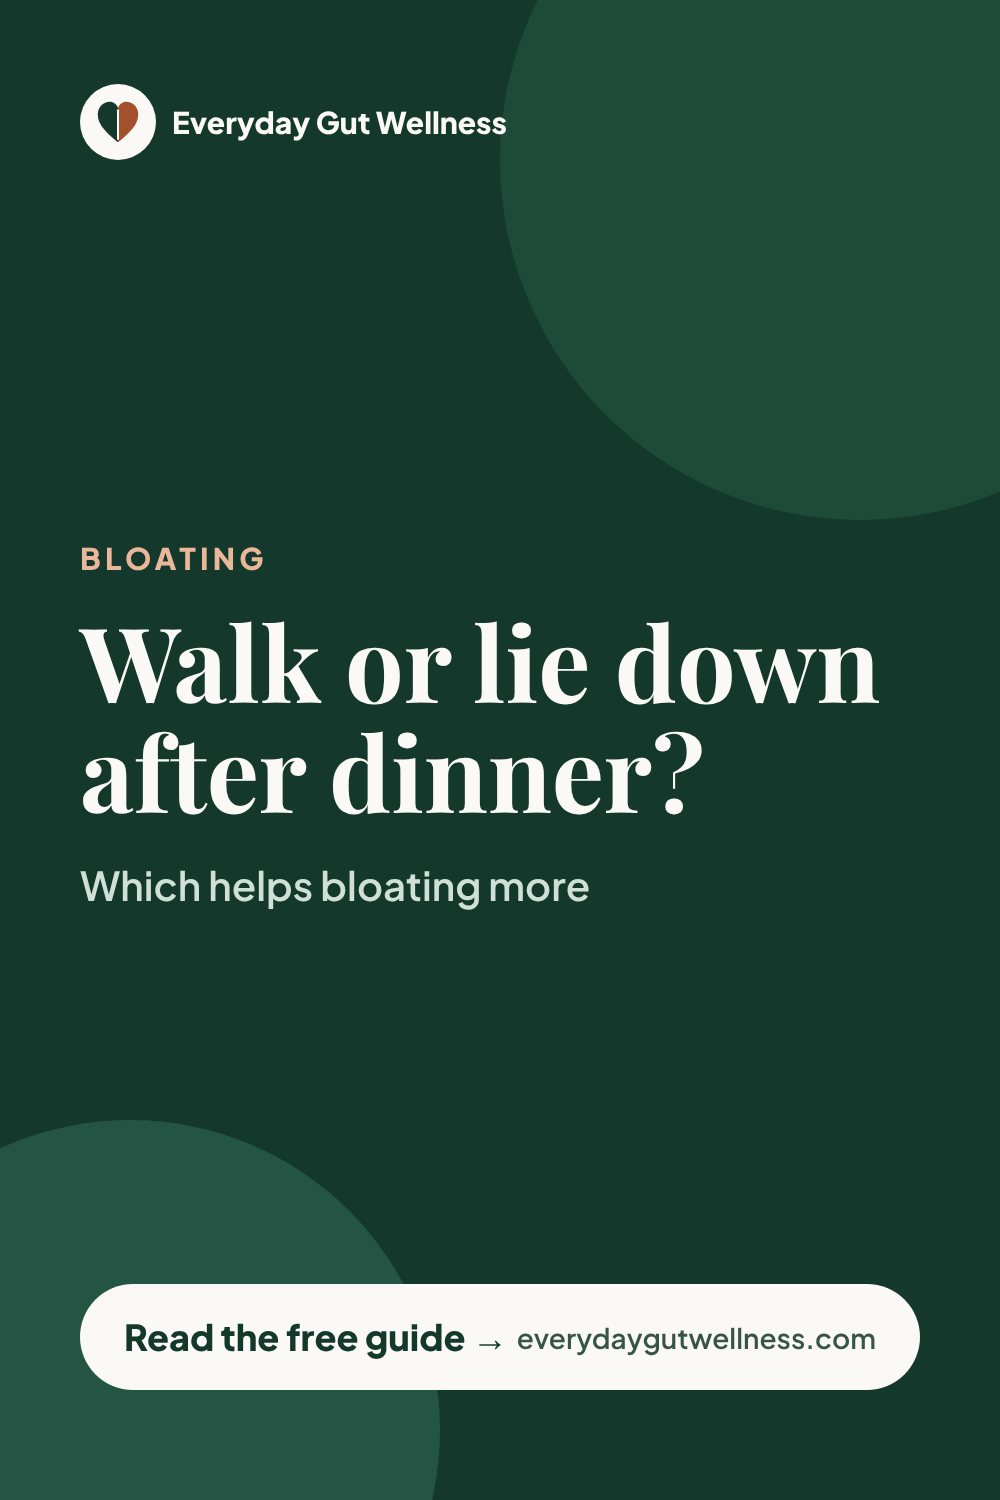 Everyday Gut Wellness
BLOATING
Walk or lie down
after dinner?
Which helps bloating more
Read the free guide → everydaygutwellness.com